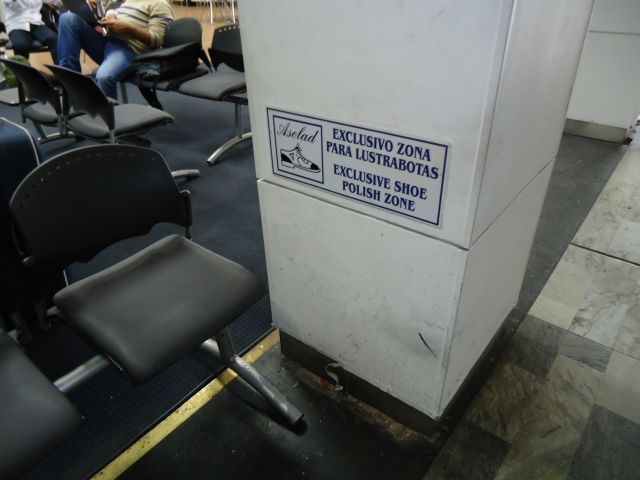 Asolad
EXCLUSIVO ZONA
PARA LUSTRABOTAS
EXCLUSIVE SHOE
POLISH ZONE